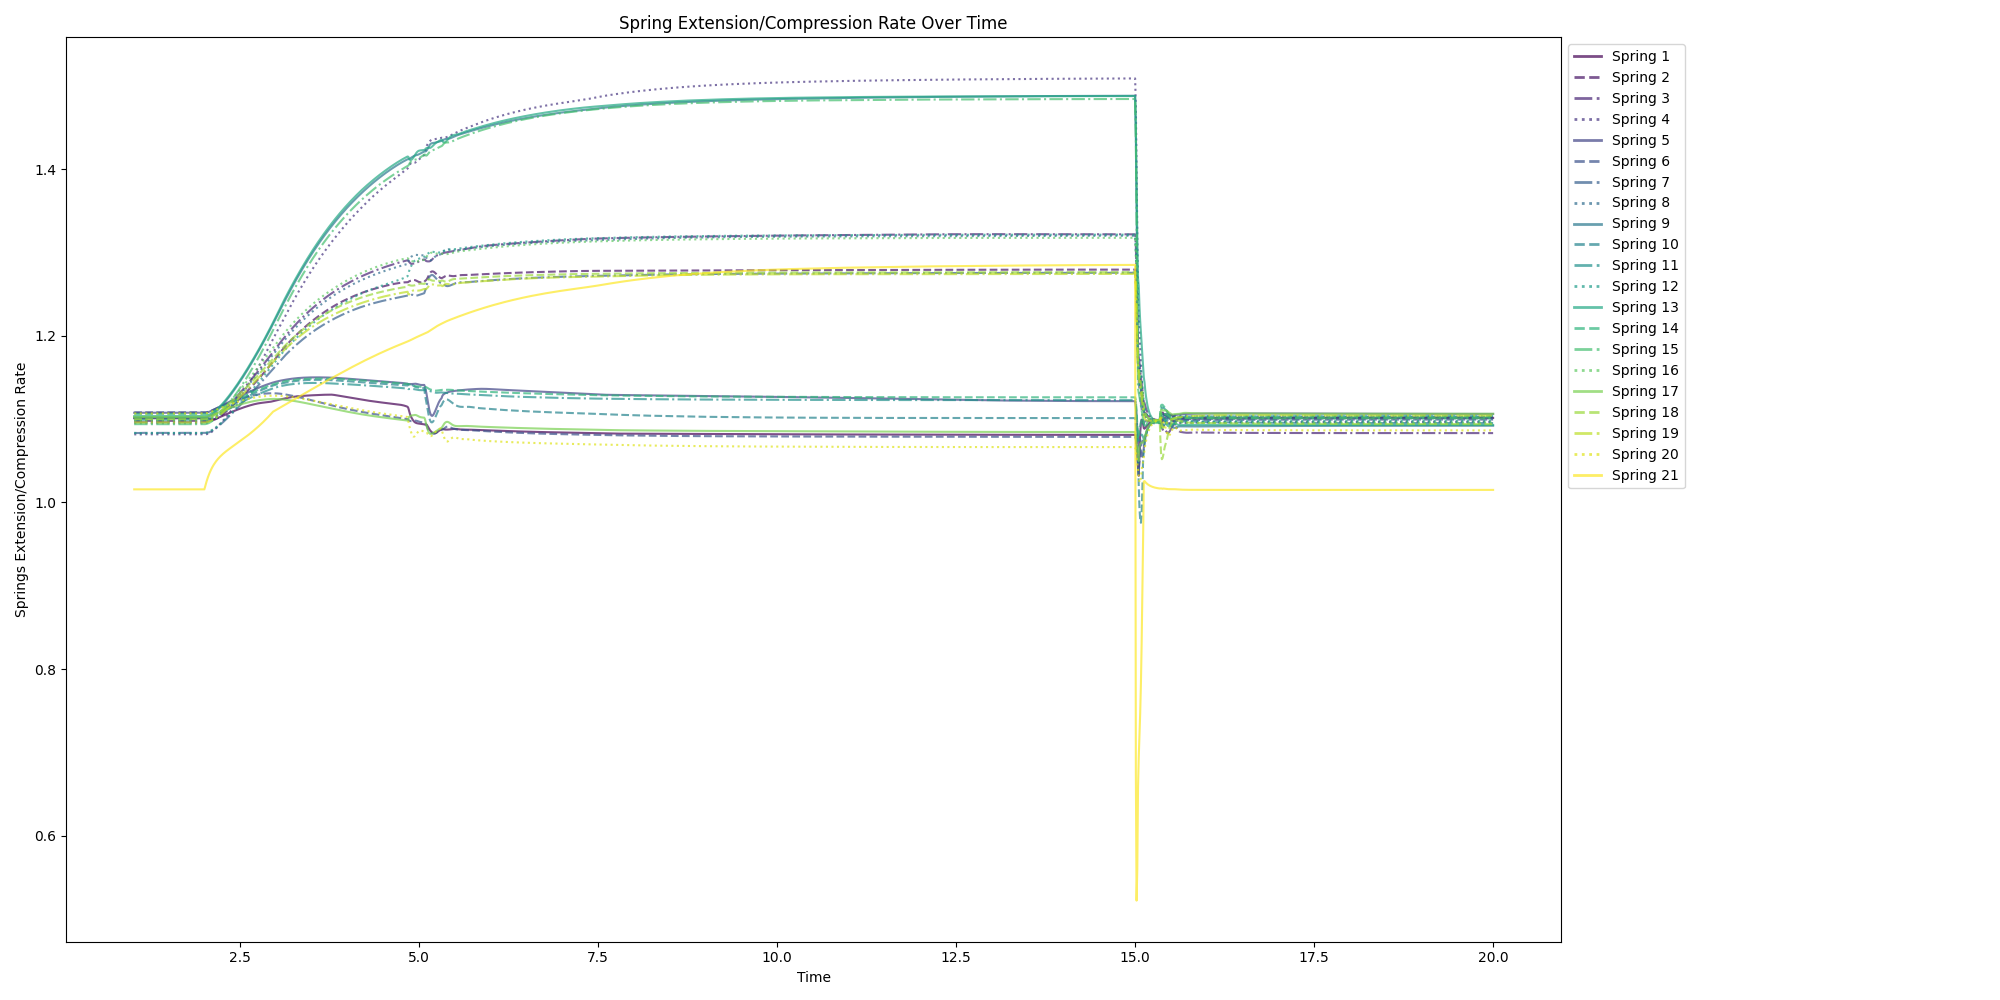 Spring Extension/Compression Rate Over Time
Springs Extension/Compression Rate
1.4
1.2
1.0
0.8
0.6
2.5
5.0
7.5
10.0
12.5
15.0
17.5
20.0
Time
Spring 1
Spring 2
Spring 3
Spring 4
Spring 5
Spring 6
Spring 7
Spring 8
Spring 9
Spring 10
Spring 11
Spring 12
Spring 13
Spring 14
Spring 15
Spring 16
Spring 17
Spring 18
Spring 19
Spring 20
Spring 21